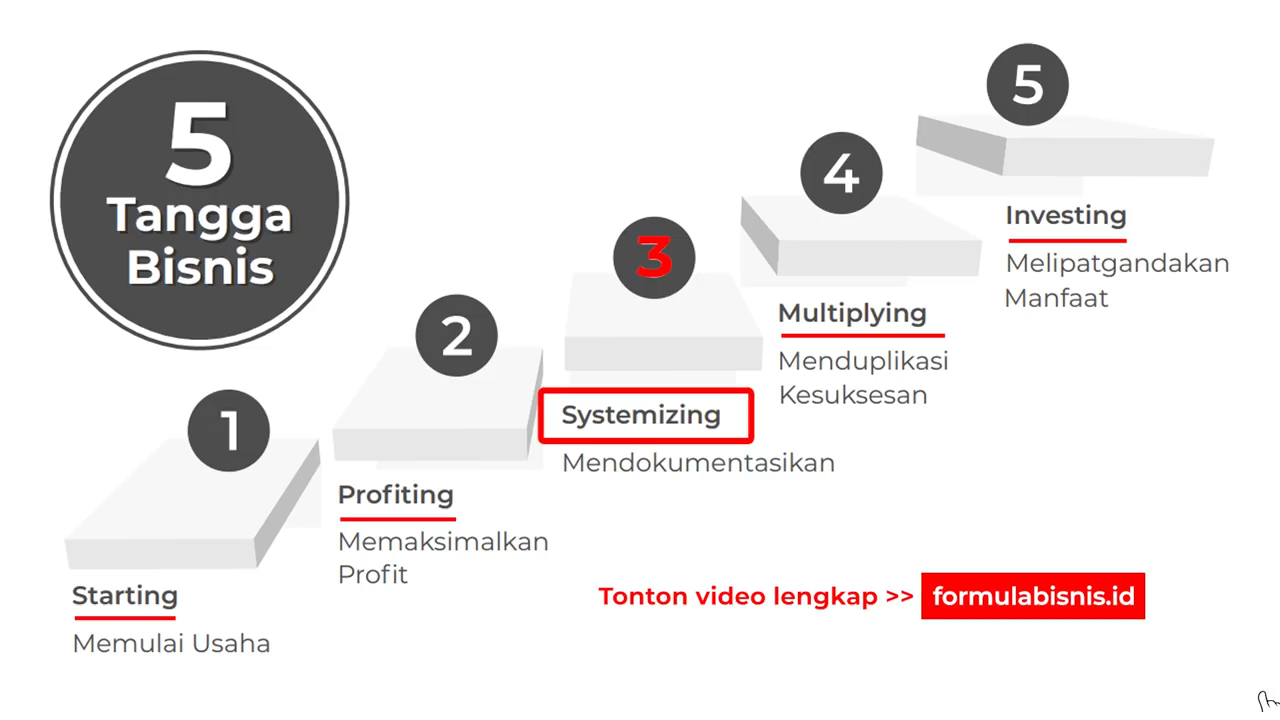 5
Tangga
Bisnis
1
Starting
Memulai Usaha
2
Profiting
Memaksimalkan
Profit
3
Systemizing
Mendokumentasikan
4
Multiplying
Menduplikasi
Kesuksesan
5
Investing
Melipatgandakan
Manfaat
Tonton video lengkap >> formulabisnis.id